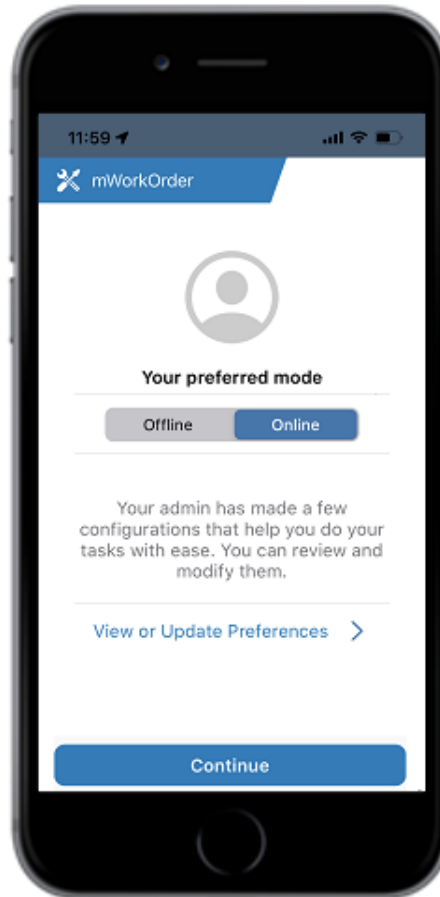 11:59
mWorkOrder
Your preferred mode
Offline Online
Your admin has made a few
configurations that help you do your
tasks with ease. You can review and
modify them.
View or Update Preferences
Continue